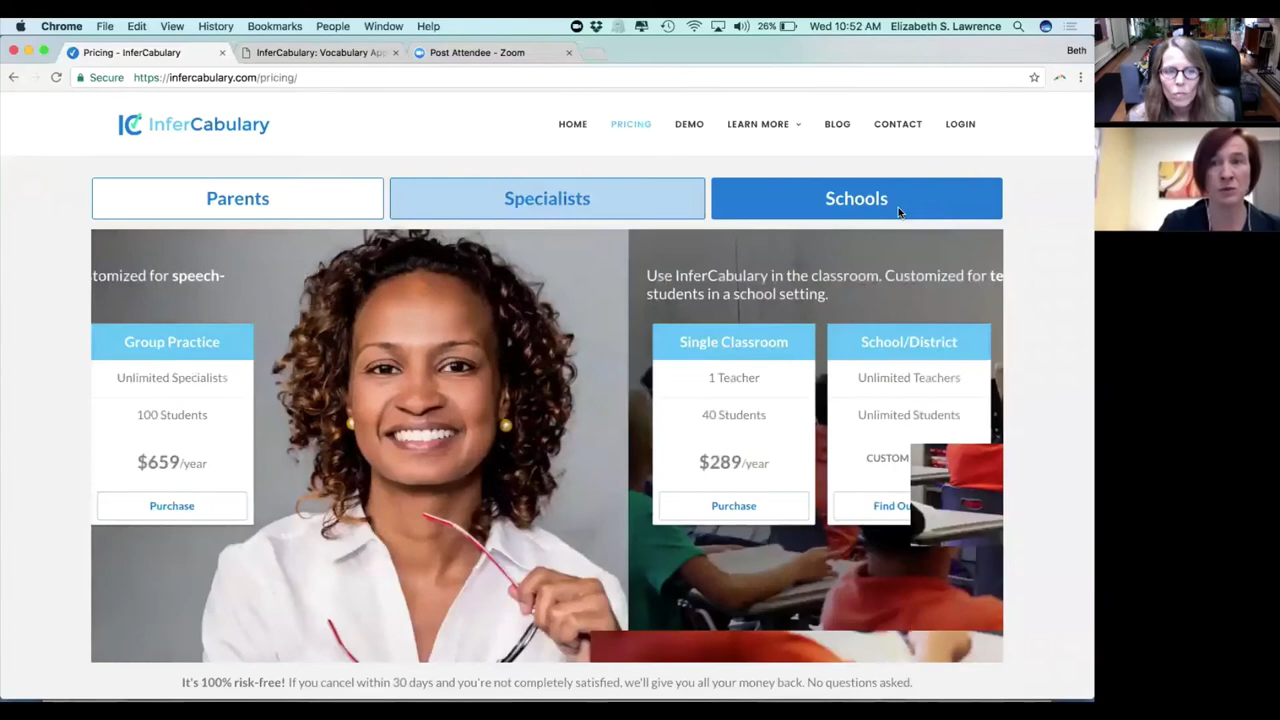 Chrome File Edit View History Bookmarks People Window Help 26% Wed 10:52 AM Elizabeth S. Lawrence
Pricing - InferCabulary InferCabulary: Vocabulary App Post Attendee - Zoom Beth
Secure https://infercabulary.com/pricing/
IC InferCabulary HOME PRICING DEMO LEARN MORE BLOG CONTACT LOGIN
Parents Specialists Schools
tomized for speech-
Use InferCabulary in the classroom. Customized for te
students in a school setting.
Group Practice
Unlimited Specialists
100 Students
$659/year
Purchase
Single Classroom
1 Teacher
40 Students
$289/year
Purchase
School/District
Unlimited Teachers
Unlimited Students
CUSTOM
Find Ou
It's 100% risk-free! If you cancel within 30 days and you're not completely satisfied, we'll give you all your money back. No questions asked.